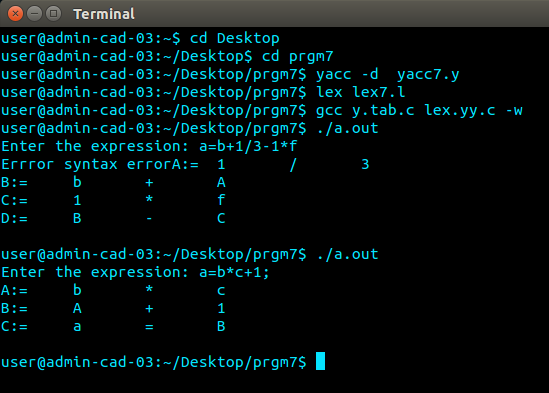 Terminal
user@admin-cad-03:~$ cd Desktop
user@admin-cad-03:~/Desktop$ cd prgm7
user@admin-cad-03:~/Desktop/prgm7$ yacc -d  yacc7.y
user@admin-cad-03:~/Desktop/prgm7$ lex lex7.l
user@admin-cad-03:~/Desktop/prgm7$ gcc y.tab.c lex.yy.c -w
user@admin-cad-03:~/Desktop/prgm7$ ./a.out
Enter the expression: a=b+1/3-1*f
Errror syntax errorA:=  1       /       3
B:=     b       +       A
C:=     1       *       f
D:=     B       -       C
user@admin-cad-03:~/Desktop/prgm7$ ./a.out
Enter the expression: a=b*c+1;
A:=     b       *       c
B:=     A       +       1
C:=     a       =       B
user@admin-cad-03:~/Desktop/prgm7$